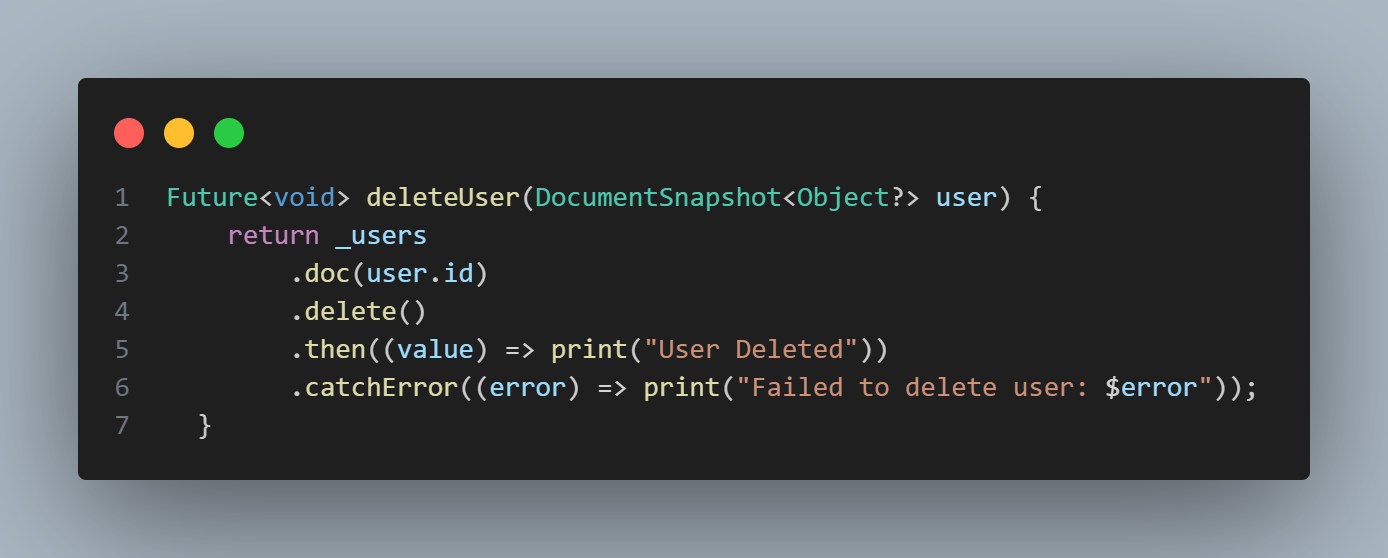 1 Future<void> deleteUser(DocumentSnapshot<Object?> user) {
2 return _users
3 .doc(user.id)
4 .delete()
5 .then((value) => print("User Deleted"))
6 .catchError((error) => print("Failed to delete user: $error"));
7 }